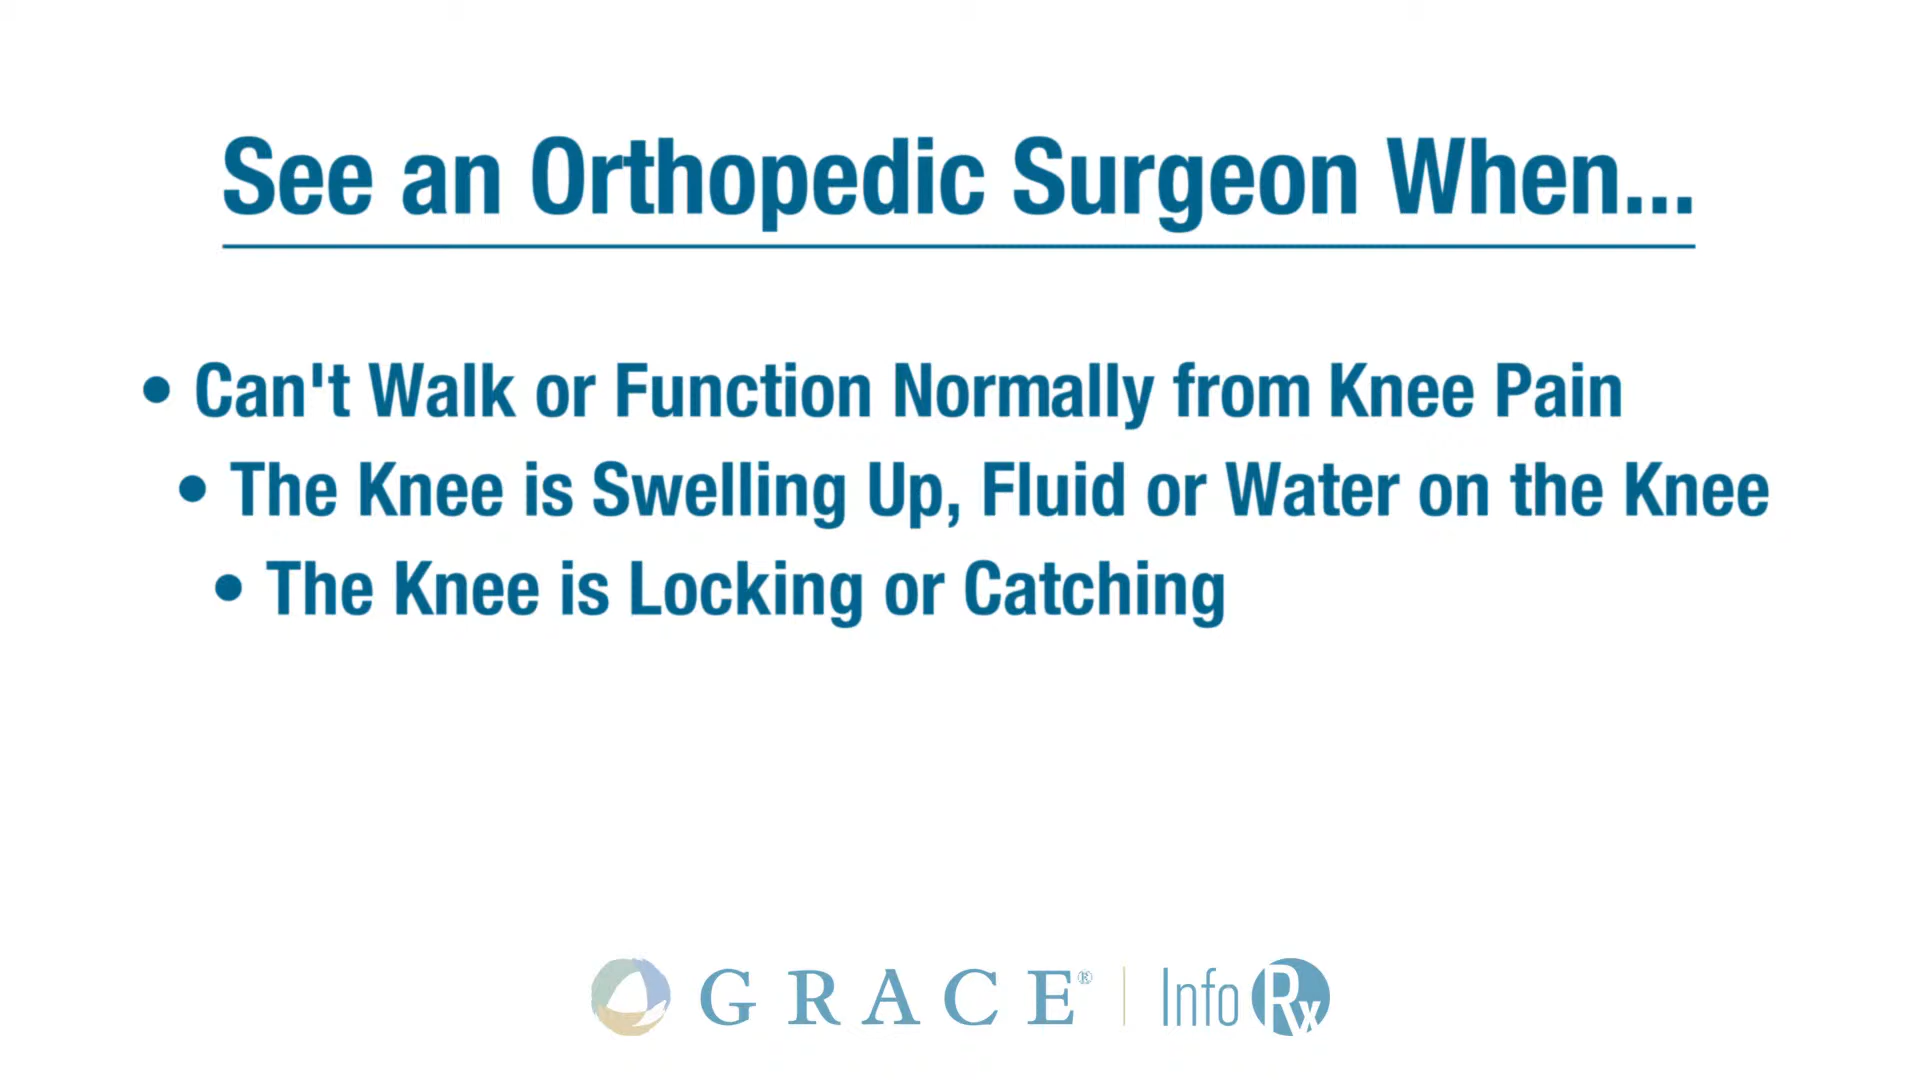 See an Orthopedic Surgeon When...
• Can't Walk or Function Normally from Knee Pain
• The Knee is Swelling Up, Fluid or Water on the Knee
• The Knee is Locking or Catching
GRACE® | Info Rx